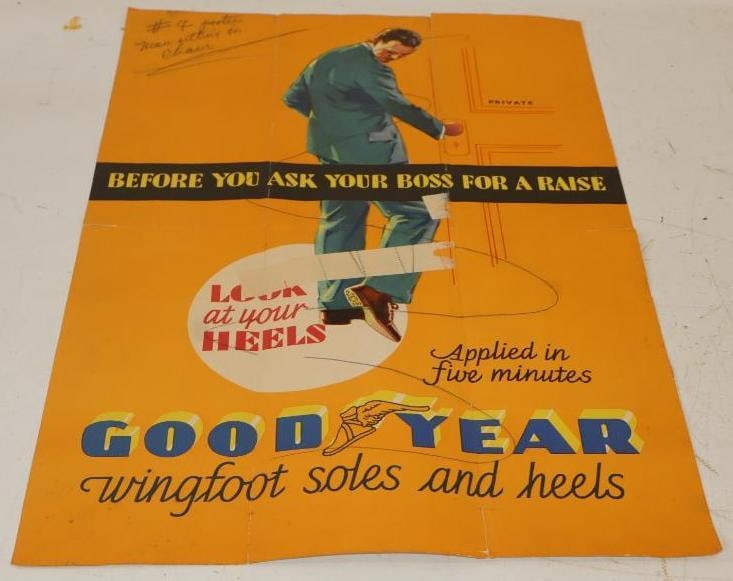 # 4 poster
man sitting in
Chair
PRIVATE
BEFORE YOU ASK YOUR BOSS FOR A RAISE
LOOK
at your
HEELS
Applied in
five minutes
GOOD YEAR
wingfoot soles and heels